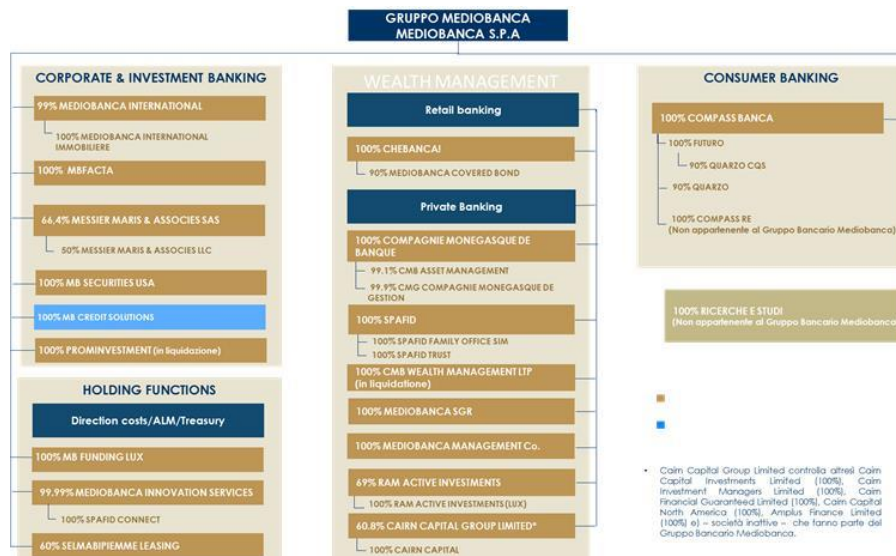 GRUPPO MEDIOBANCA
MEDIOBANCA S.P.A
CORPORATE & INVESTMENT BANKING
99% MEDIOBANCA INTERNATIONAL
100% MEDIOBANCA INTERNATIONAL
IMMOBILIERE
100% MBFACTA
66,4% MESSIER MARIS & ASSOCIES SAS
50% MESSIER MARIS & ASSOCIES LLC
100% MB SECURITIES USA
100% MB CREDIT SOLUTIONS
100% PROMINVESTMENT (in liquidazione)
HOLDING FUNCTIONS
Direction costs/ALM/Treasury
100% MB FUNDING LUX
99.99% MEDIOBANCA INNOVATION SERVICES
100% SPAFID CONNECT
60% SELMABIPIEMME LEASING
WEALTH MANAGEMENT
Retail banking
100% CHEBANCA!
90% MEDIOBANCA COVERED BOND
Private Banking
100% COMPAGNIE MONEGASQUE DE
BANQUE
99.1% CMB ASSET MANAGEMENT
99.9% CMG COMPAGNIE MONEGASQUE DE
GESTION
100% SPAFID
100% SPAFID FAMILY OFFICE SIM
100% SPAFID TRUST
100% CMB WEALTH MANAGEMENT LTP
(in liquidatione)
100% MEDIOBANCA SGR
100% MEDIOBANCA MANAGEMENT Co.
69% RAM ACTIVE INVESTMENTS
100% RAM ACTIVE INVESTMENTS (LUX)
60.8% CAIRN CAPITAL GROUP LIMITED*
100% CAIRN CAPITAL
CONSUMER BANKING
100% COMPASS BANCA
100% FUTURO
90% QUARZO CQS
90% QUARZO
100% COMPASS RE
(Non appartenente al Gruppo Bancario Mediobanca)
100% RICERCHE E STUDI
(Non appartenente al Gruppo Bancario Mediobanca
• Cairn Capital Group Limited controlla altresì Cairn
Capital Investments Limited (100%), Cairn
Investment Managers Limited (100%), Cairn
Financial Guaranteed Limited (100%), Cairn Capital
North America (100%), Amplus Finance Limited
(100%) e) – società inattive – che fanno parte del
Gruppo Bancario Mediobanca.